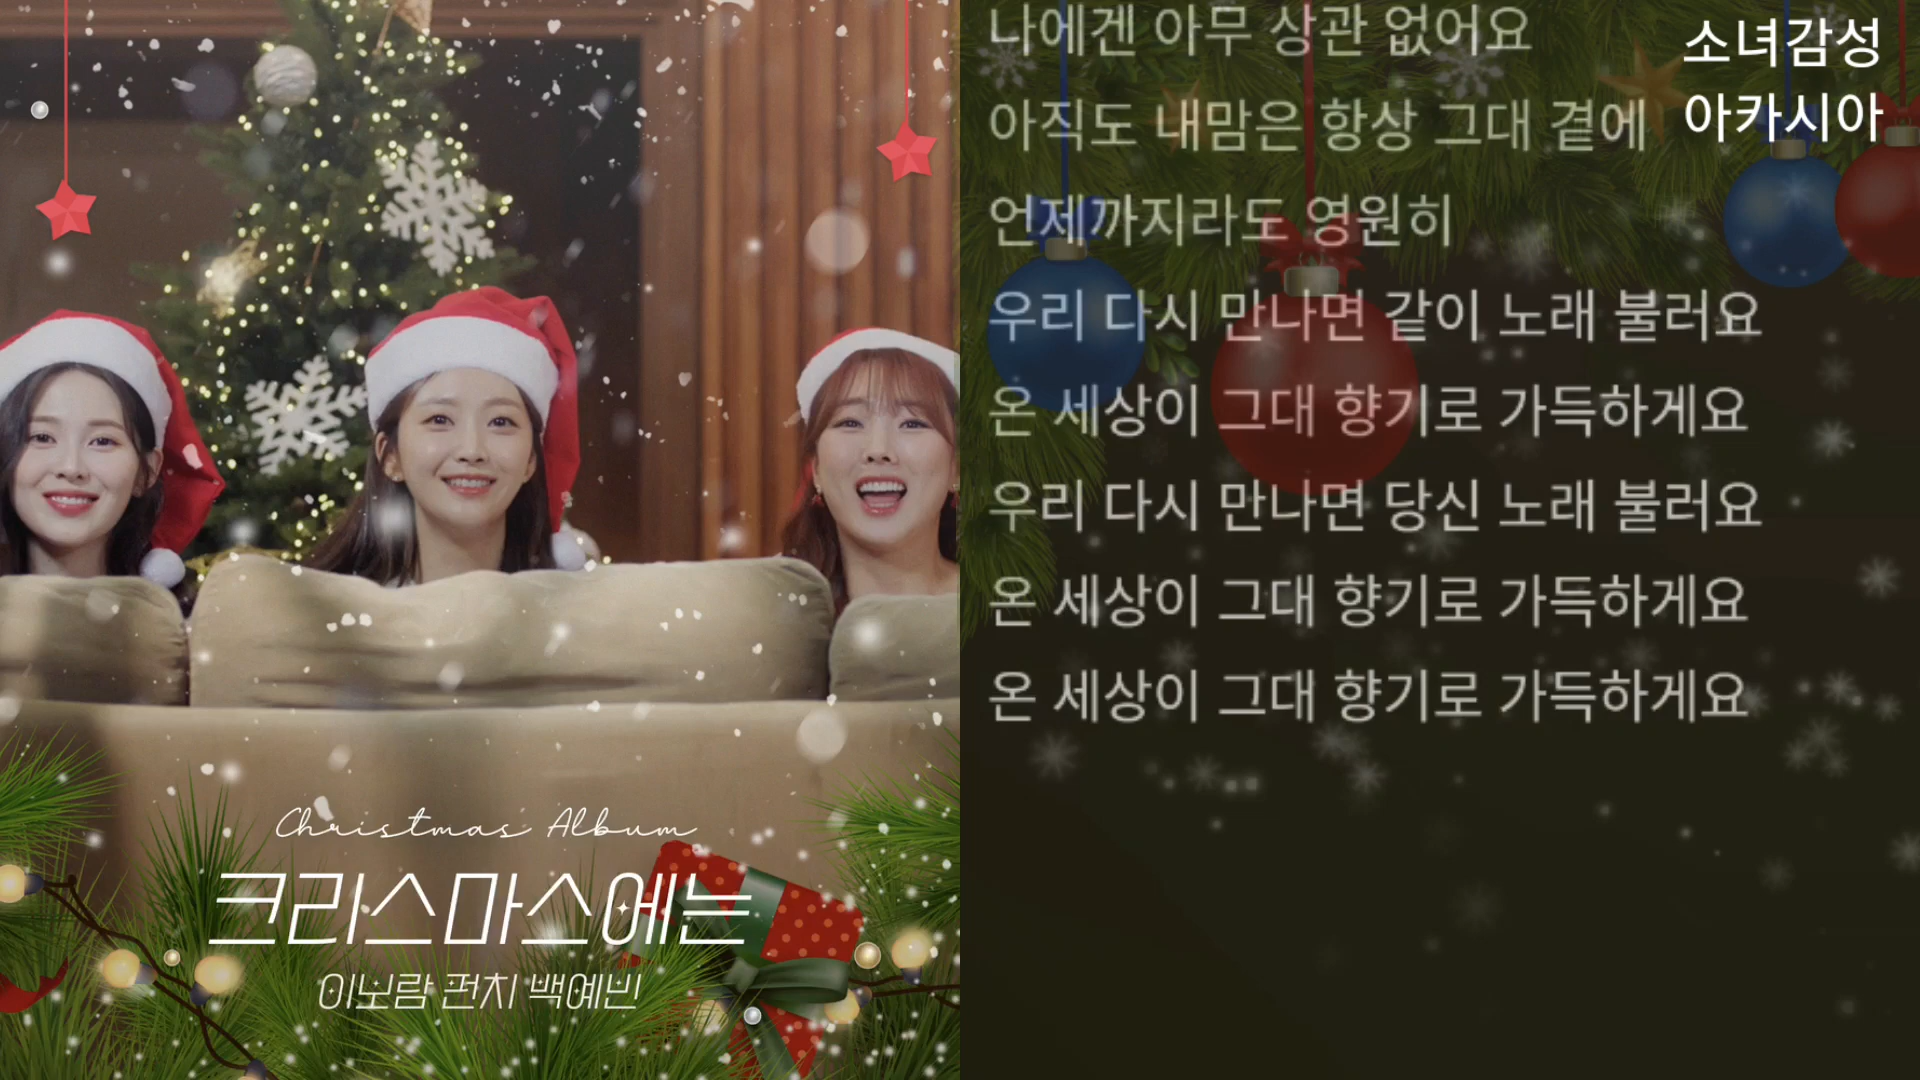 Christmas Album
크리스마스에는
이보람 펀치 백예빈
나에겐 아무 상관 없어요
아직도 내맘은 항상 그대 곁에
언제까지라도 영원히
우리 다시 만나면 같이 노래 불러요
온 세상이 그대 향기로 가득하게요
우리 다시 만나면 당신 노래 불러요
온 세상이 그대 향기로 가득하게요
온 세상이 그대 향기로 가득하게요
소녀감성
아카시아